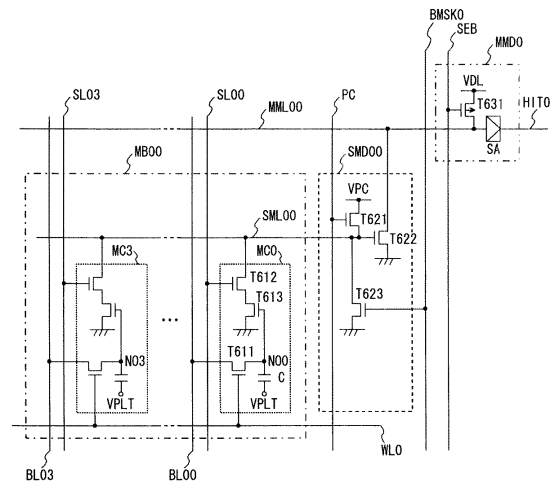 BMSK0
SEB
MMD0
SL03
SL00
PC
VDL
MML00
T631
HIT0
MB00
SMD00
SA
VPC
SML00
T621
T622
MC3
MC0
T612
T613
T623
...
T611
N03
N00
C
VPLT
VPLT
WL0
BL03
BL00